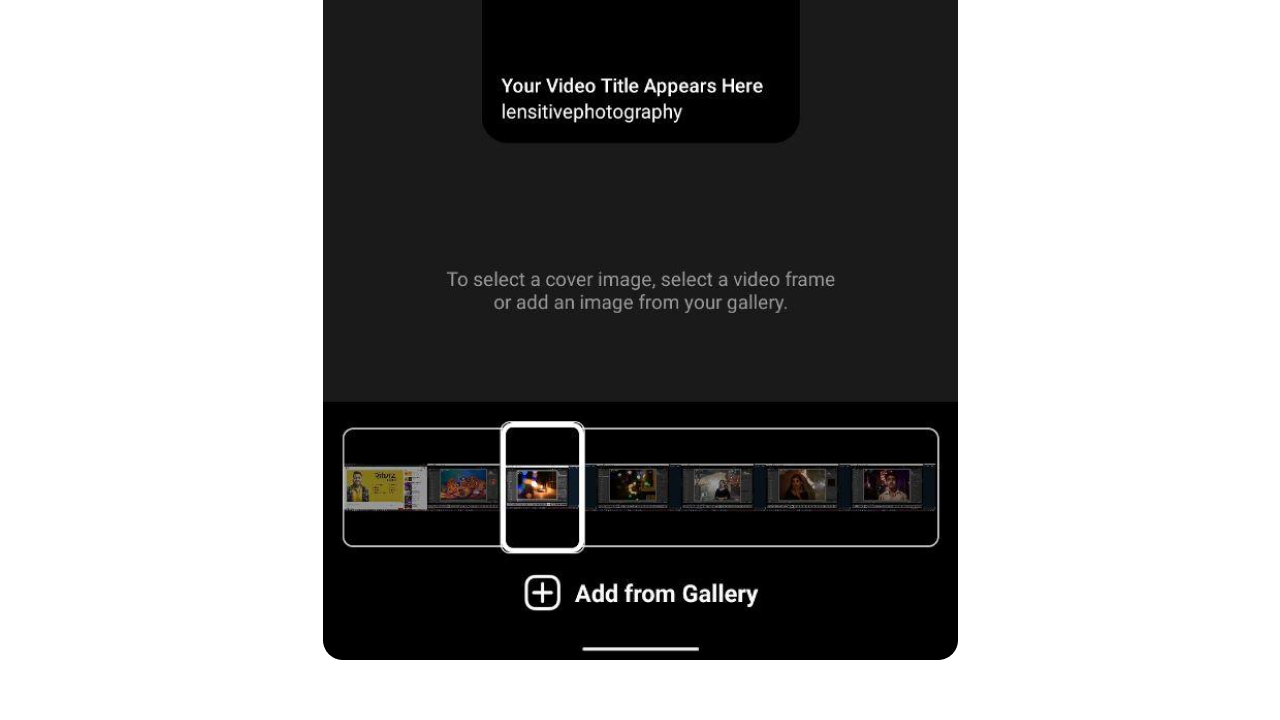 Your Video Title Appears Here
lensitivephotography
To select a cover image, select a video frame
or add an image from your gallery.
Add from Gallery